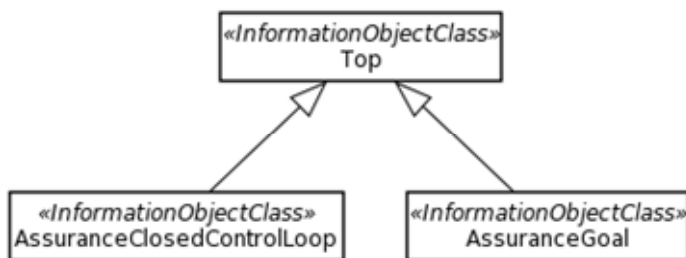 «InformationObjectClass»
Top
«InformationObjectClass»
AssuranceClosedControlLoop
«InformationObjectClass»
AssuranceGoal